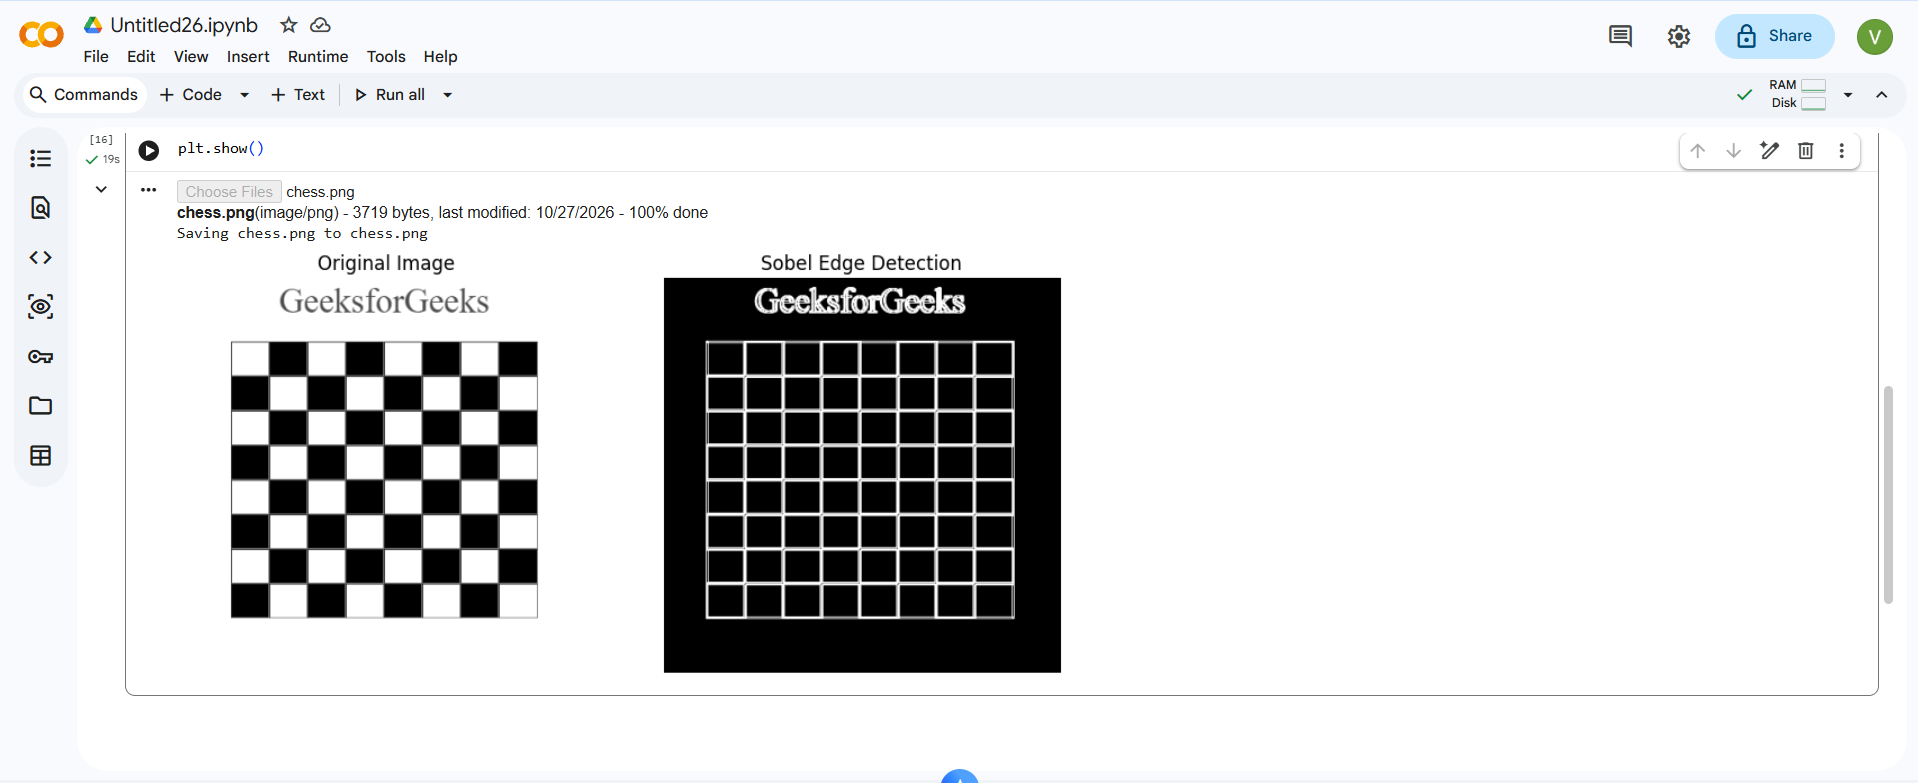 Untitled26.ipynb
File Edit View Insert Runtime Tools Help
Share
V
Commands + Code + Text Run all
RAM
Disk
[16]
19s
plt.show()
Choose Files chess.png
chess.png(image/png) - 3719 bytes, last modified: 10/27/2026 - 100% done
Saving chess.png to chess.png
Original Image
GeeksforGeeks
Sobel Edge Detection
GeeksforGeeks